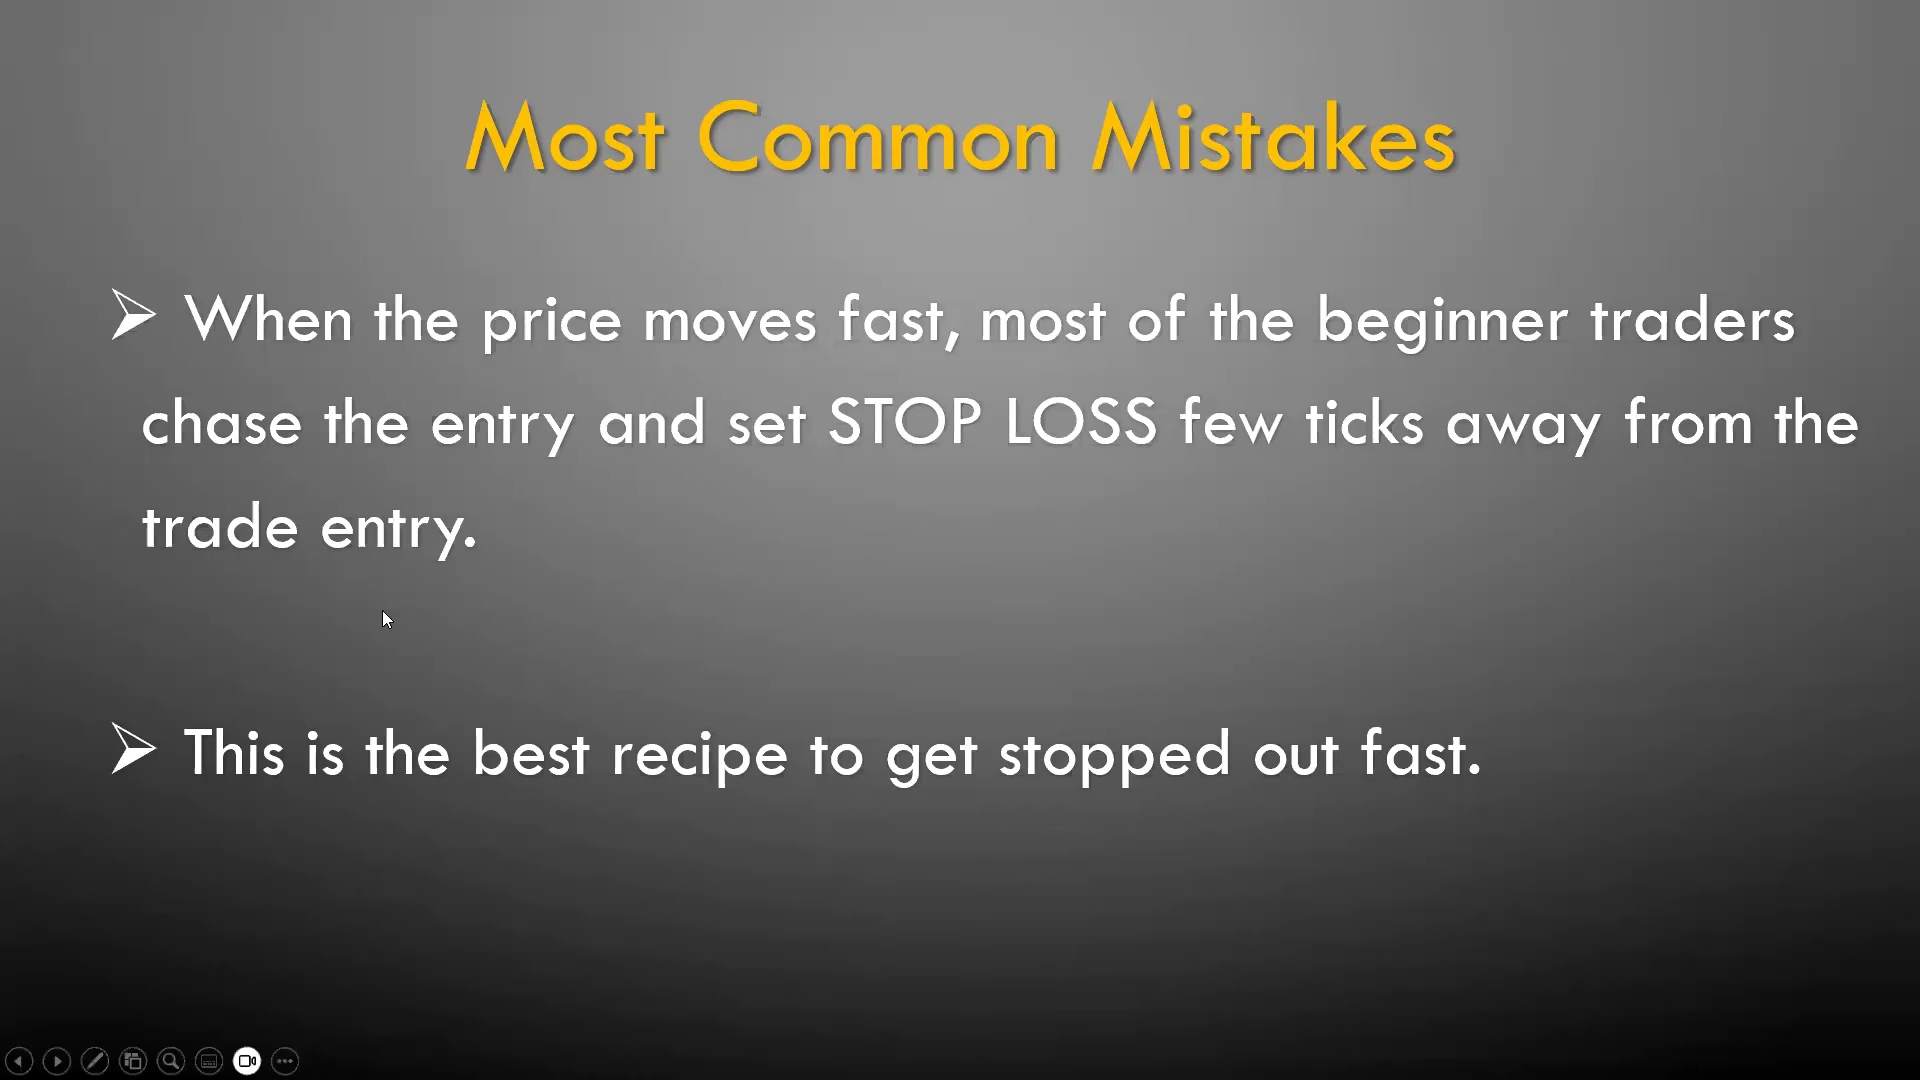 Most Common Mistakes
When the price moves fast, most of the beginner traders
chase the entry and set STOP LOSS few ticks away from the
trade entry.
This is the best recipe to get stopped out fast.